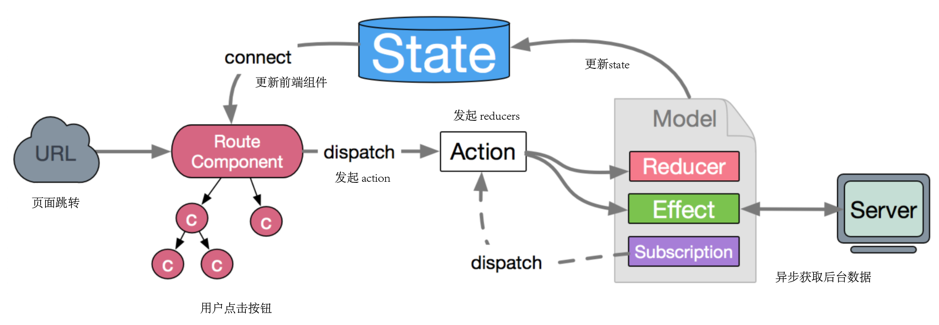 State
connect
更新前端组件
更新state
URL
页面跳转
Route
Component
dispatch
发起 action
发起 reducers
Action
Model
Reducer
Effect
Subscription
Server
异步获取后台数据
dispatch
C
C
C
C
用户点击按钮